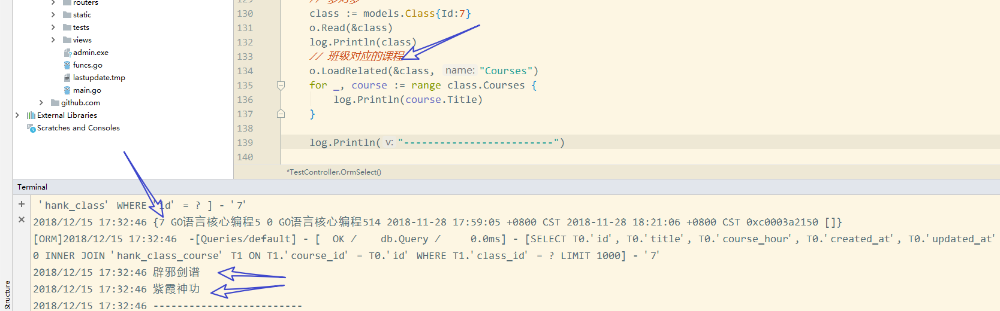 routers
static
tests
views
admin.exe
funcs.go
lastupdate.tmp
main.go
github.com
External Libraries
Scratches and Consoles
130 class := models.Class{Id:7}
131 o.Read(&class)
132 log.Println(class)
133 // 班级对应的课程
134 o.LoadRelated(&class, name: "Courses")
135 for _, course := range class.Courses {
136 log.Println(course.Title)
137 }
138
139 log.Println( v: "-------------------------")
140
*TestController.OrmSelect()
Terminal
`hank_class` WHERE `id` = ? ] - `7`
2018/12/15 17:32:46 {7 GO语言核心编程5 0 GO语言核心编程514 2018-11-28 17:59:05 +0800 CST 2018-11-28 18:21:06 +0800 CST 0xc0003a2150 []}
[ORM]2018/12/15 17:32:46 -[Queries/default] - [ OK / db.Query / 0.0ms] - [SELECT T0.`id`, T0.`title`, T0.`course_hour`, T0.`created_at`, T0.`updated_at`
0 INNER JOIN `hank_class_course` T1 ON T1.`course_id` = T0.`id` WHERE T1.`class_id` = ? LIMIT 1000] - `7`
2018/12/15 17:32:46 辟邪剑谱
2018/12/15 17:32:46 紫霞神功
2018/12/15 17:32:46 -------------------------
Structure